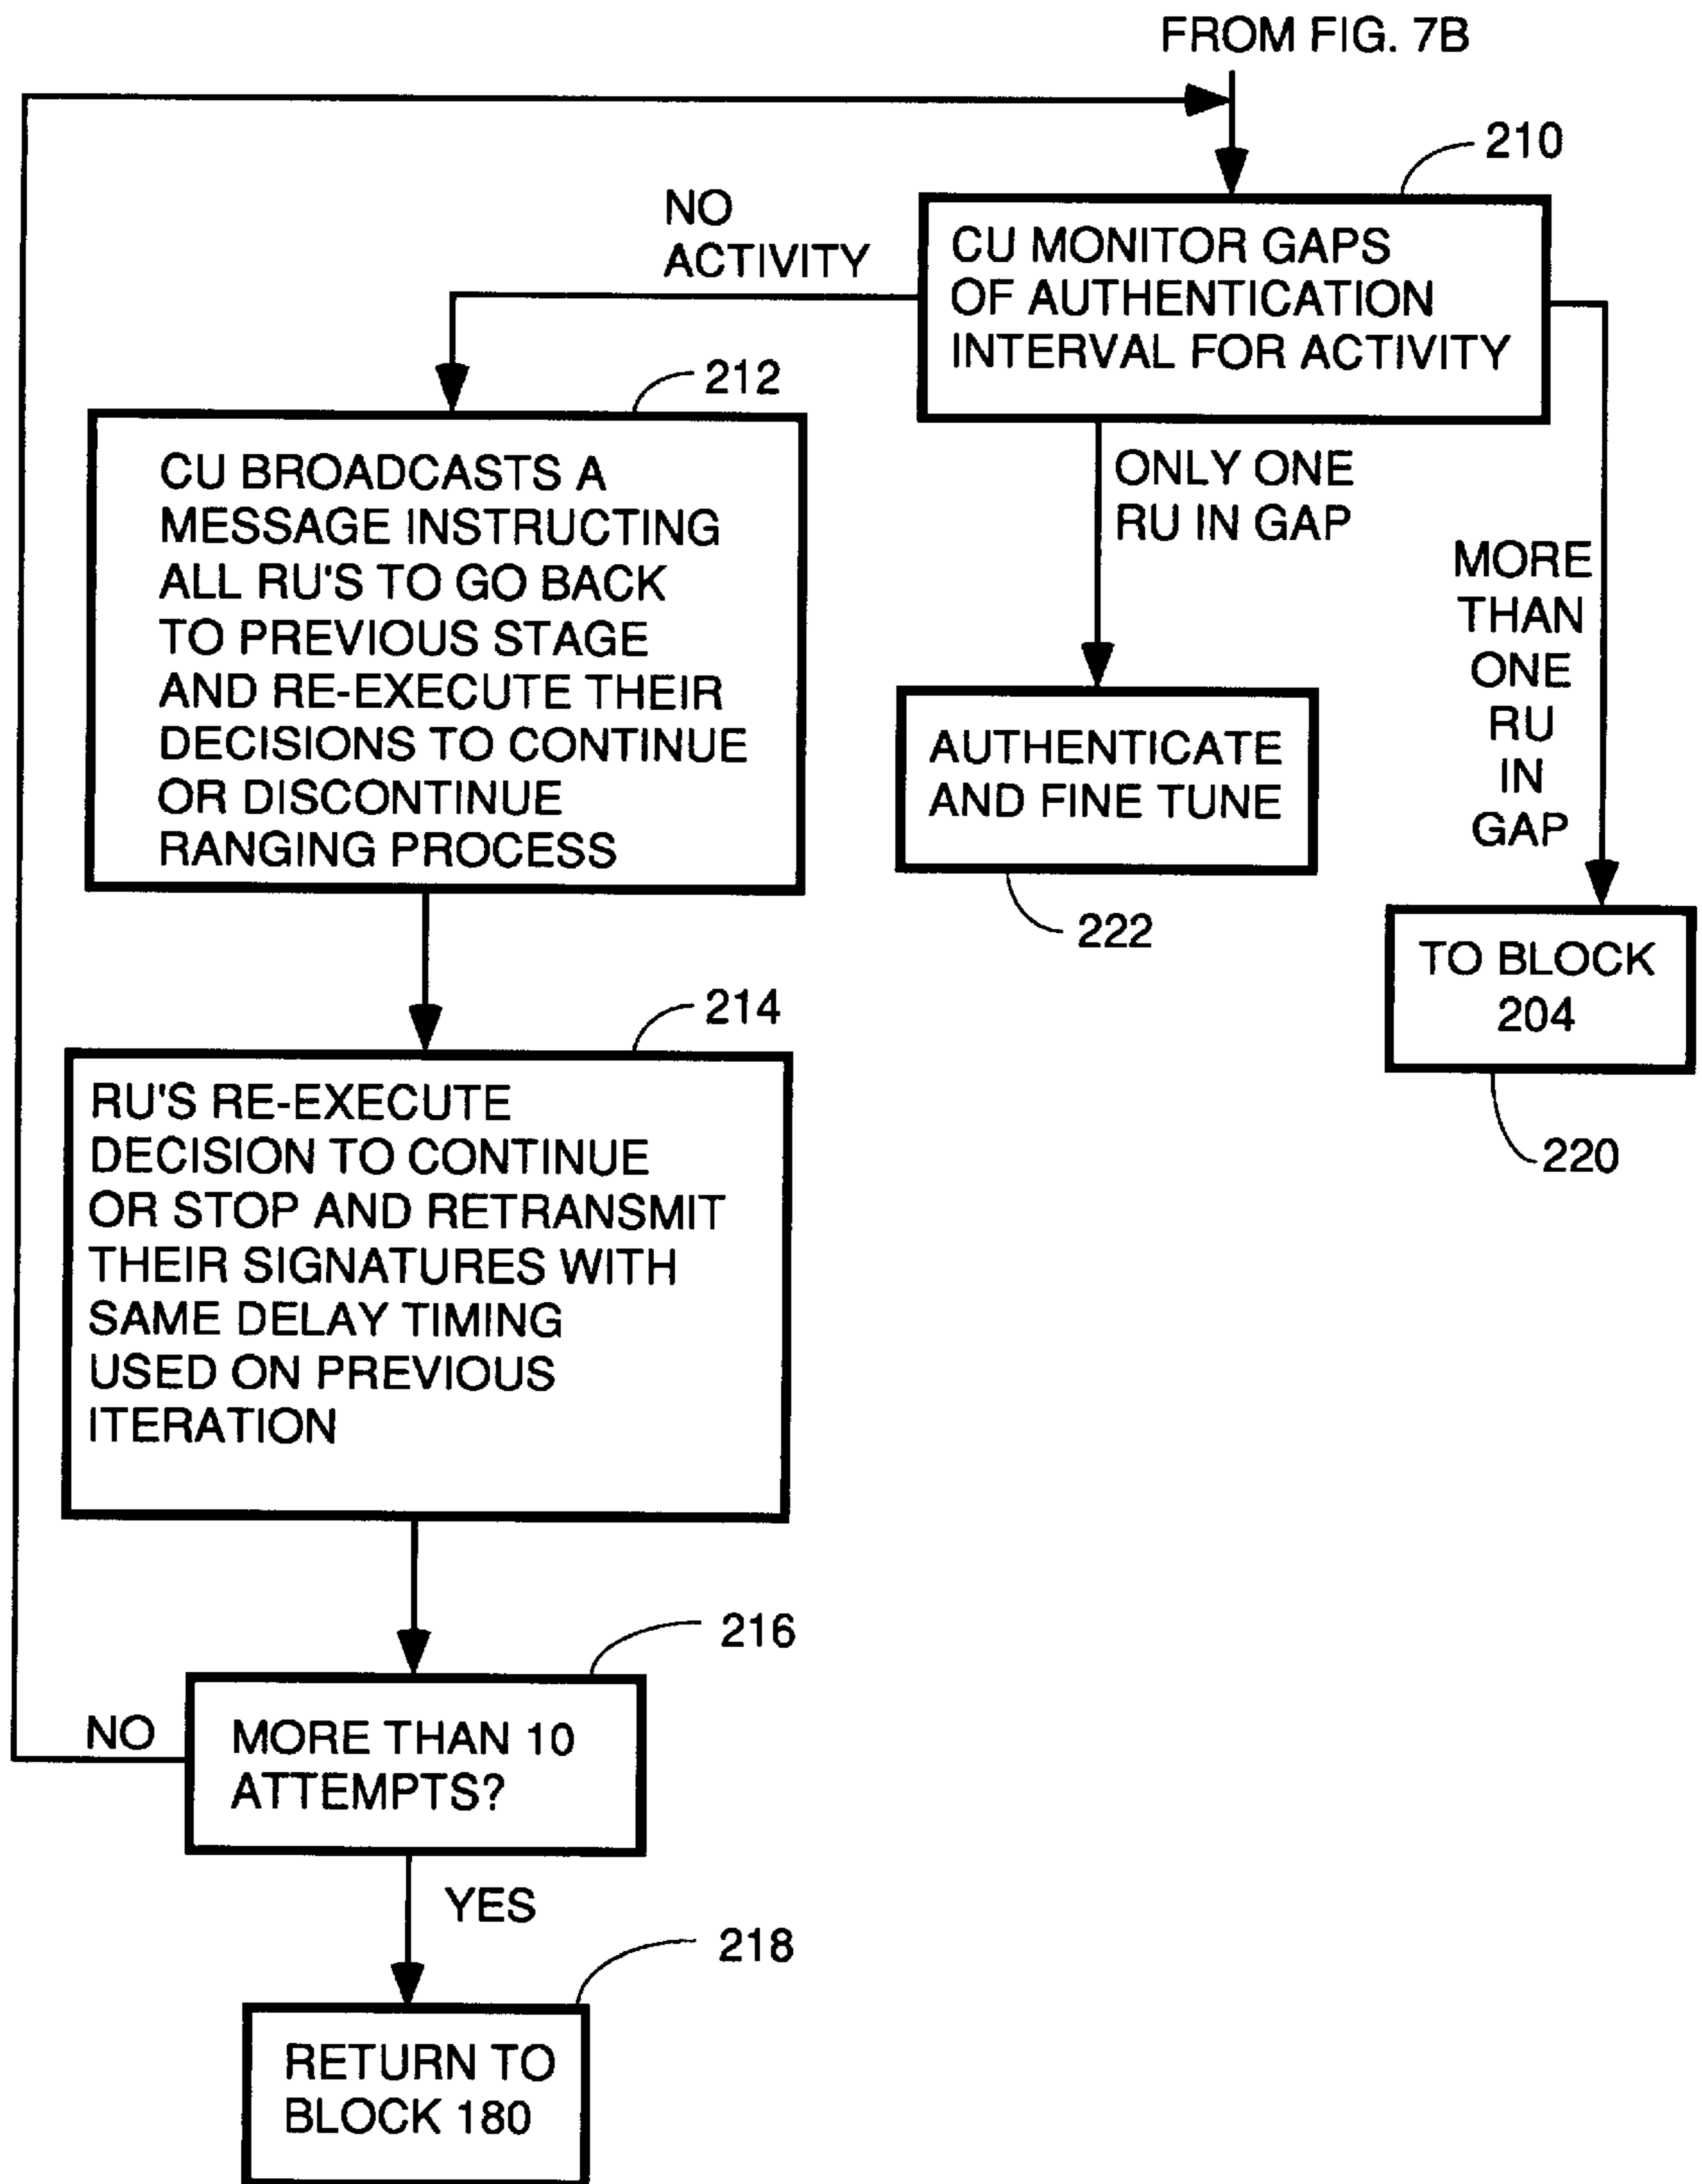 FROM FIG. 7B
210
CU MONITOR GAPS
OF AUTHENTICATION
INTERVAL FOR ACTIVITY
NO
ACTIVITY
212
CU BROADCASTS A
MESSAGE INSTRUCTING
ALL RU'S TO GO BACK
TO PREVIOUS STAGE
AND RE-EXECUTE THEIR
DECISIONS TO CONTINUE
OR DISCONTINUE
RANGING PROCESS
ONLY ONE
RU IN GAP
MORE
THAN
ONE
RU
IN
GAP
AUTHENTICATE
AND FINE TUNE
222
TO BLOCK
204
220
214
RU'S RE-EXECUTE
DECISION TO CONTINUE
OR STOP AND RETRANSMIT
THEIR SIGNATURES WITH
SAME DELAY TIMING
USED ON PREVIOUS
ITERATION
216
NO
MORE THAN 10
ATTEMPTS?
YES
218
RETURN TO
BLOCK 180